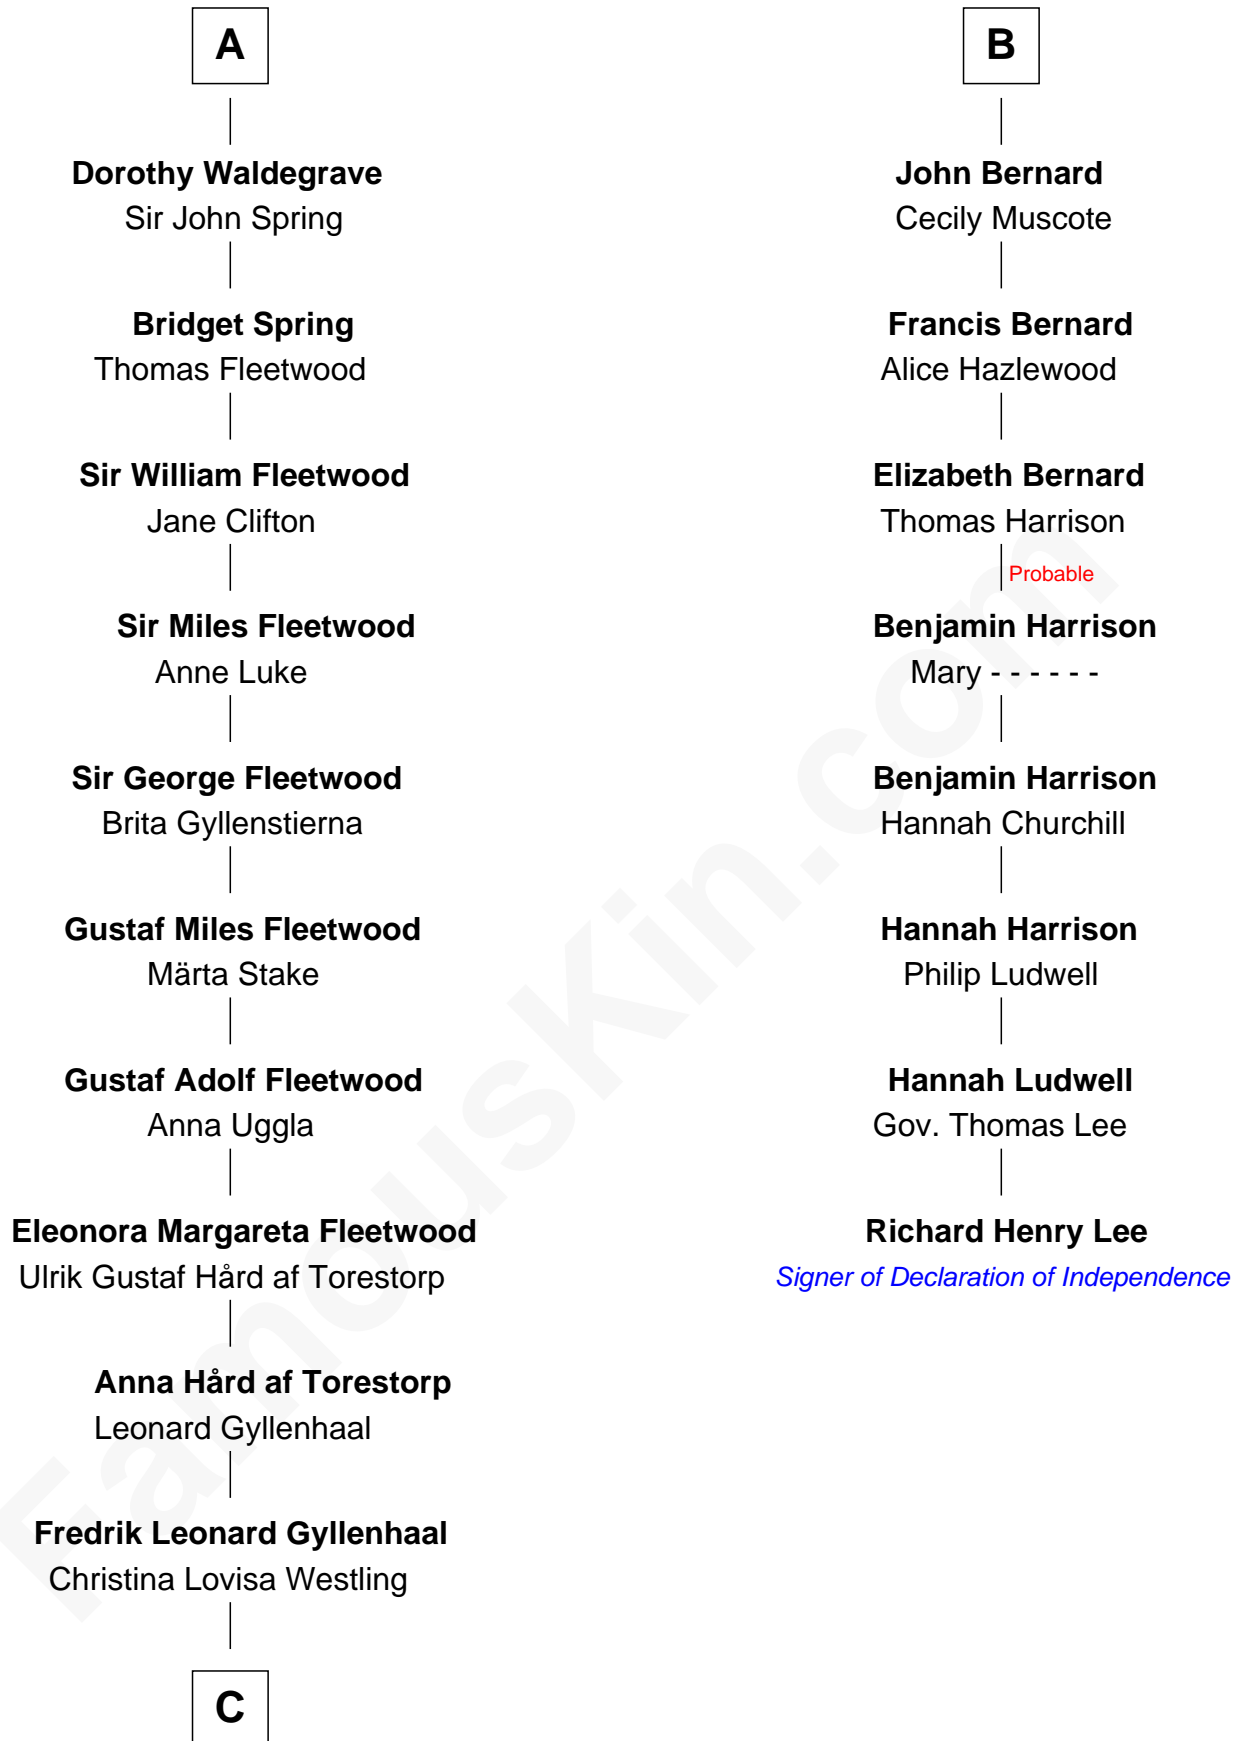 A
Dorothy Waldegrave
Sir John Spring
Bridget Spring
Thomas Fleetwood
Sir William Fleetwood
Jane Clifton
Sir Miles Fleetwood
Anne Luke
Sir George Fleetwood
Brita Gyllenstierna
Gustaf Miles Fleetwood
Märta Stake
Gustaf Adolf Fleetwood
Anna Uggla
Eleonora Margareta Fleetwood
Ulrik Gustaf Hård af Torestorp
Anna Hård af Torestorp
Leonard Gyllenhaal
Fredrik Leonard Gyllenhaal
Christina Lovisa Westling
C
B
John Bernard
Cecily Muscote
Francis Bernard
Alice Hazlewood
Elizabeth Bernard
Thomas Harrison
Probable
Benjamin Harrison
Mary - - - - - -
Benjamin Harrison
Hannah Churchill
Hannah Harrison
Philip Ludwell
Hannah Ludwell
Gov. Thomas Lee
Richard Henry Lee
Signer of Declaration of Independence
FamousKin.com